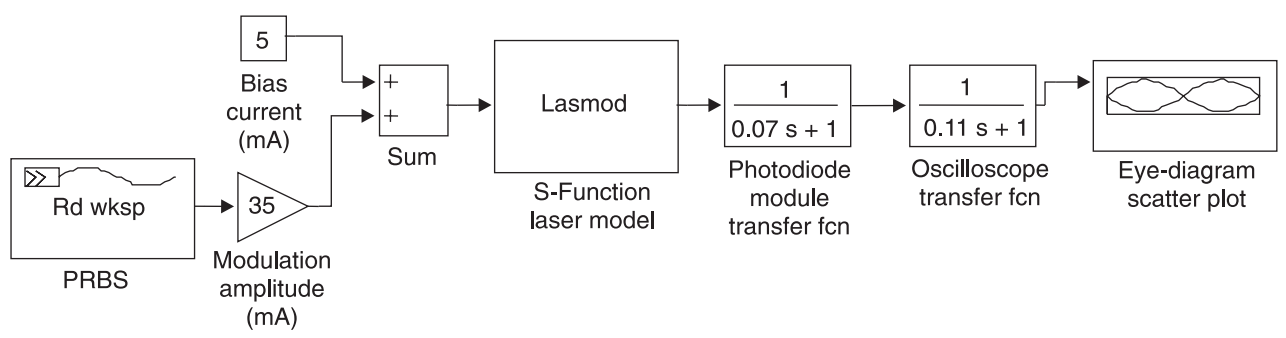 5
Bias
current
(mA)
+
+
Sum
Rd wksp
PRBS
35
Modulation
amplitude
(mA)
Lasmod
S-Function
laser model
1
0.07 s + 1
Photodiode
module
transfer fcn
1
0.11 s + 1
Oscilloscope
transfer fcn
Eye-diagram
scatter plot